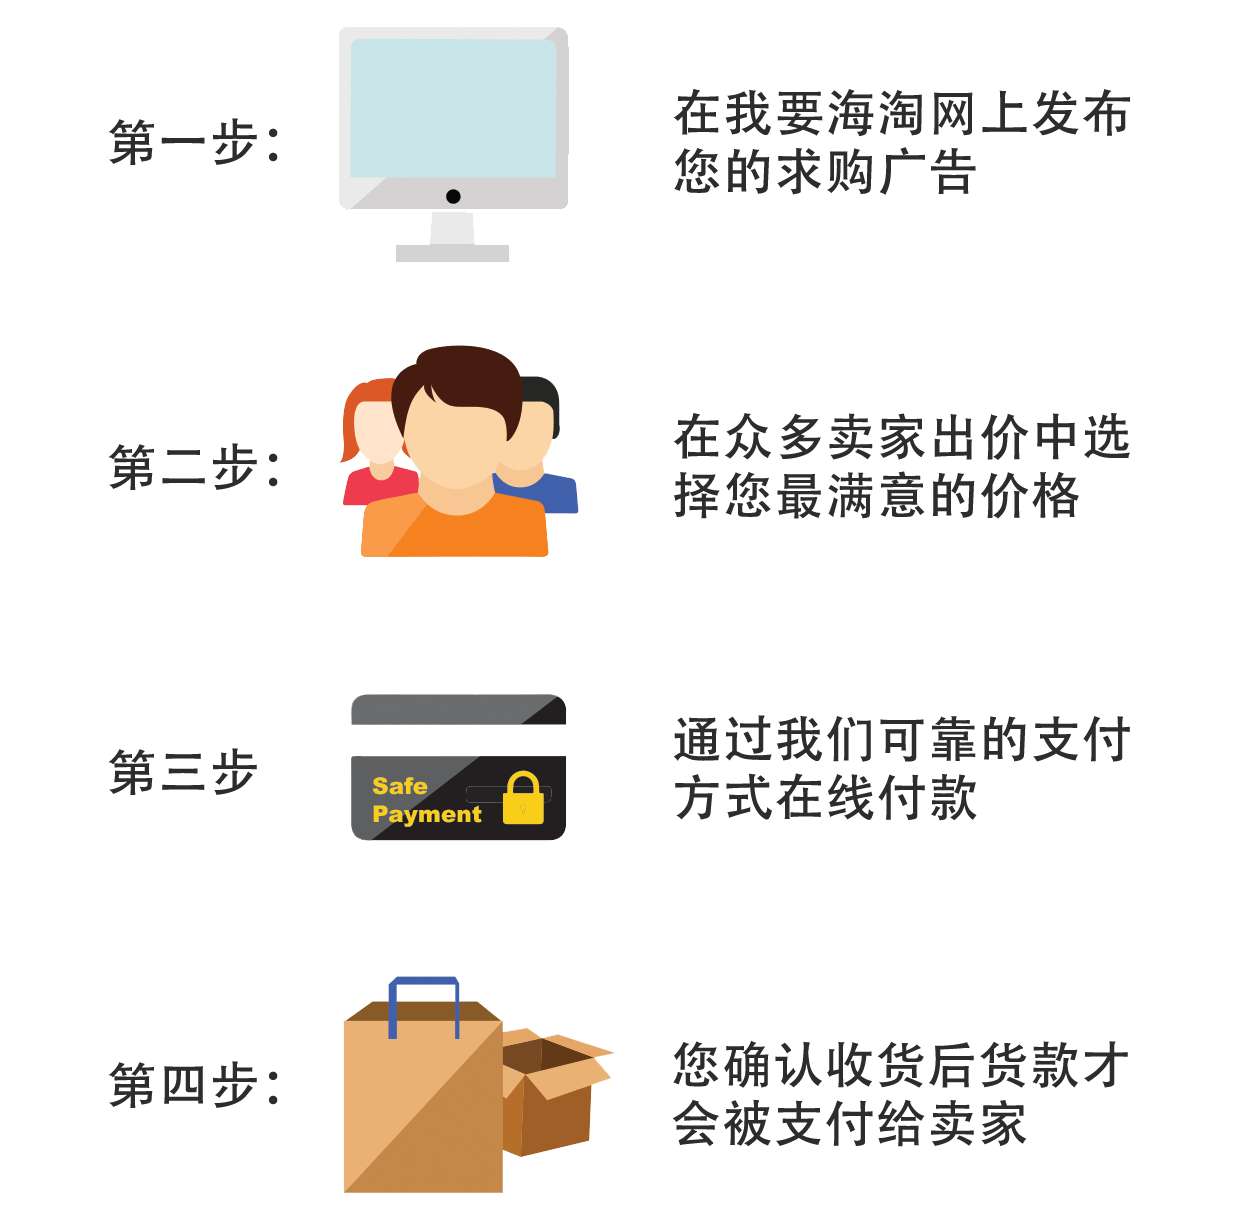 第一步：
在我要海淘网上发布
您的求购广告
第二步：
在众多卖家出价中选
择您最满意的价格
第三步
Safe
Payment
通过我们可靠的支付
方式在线付款
第四步：
您确认收货后货款才
会被支付给卖家